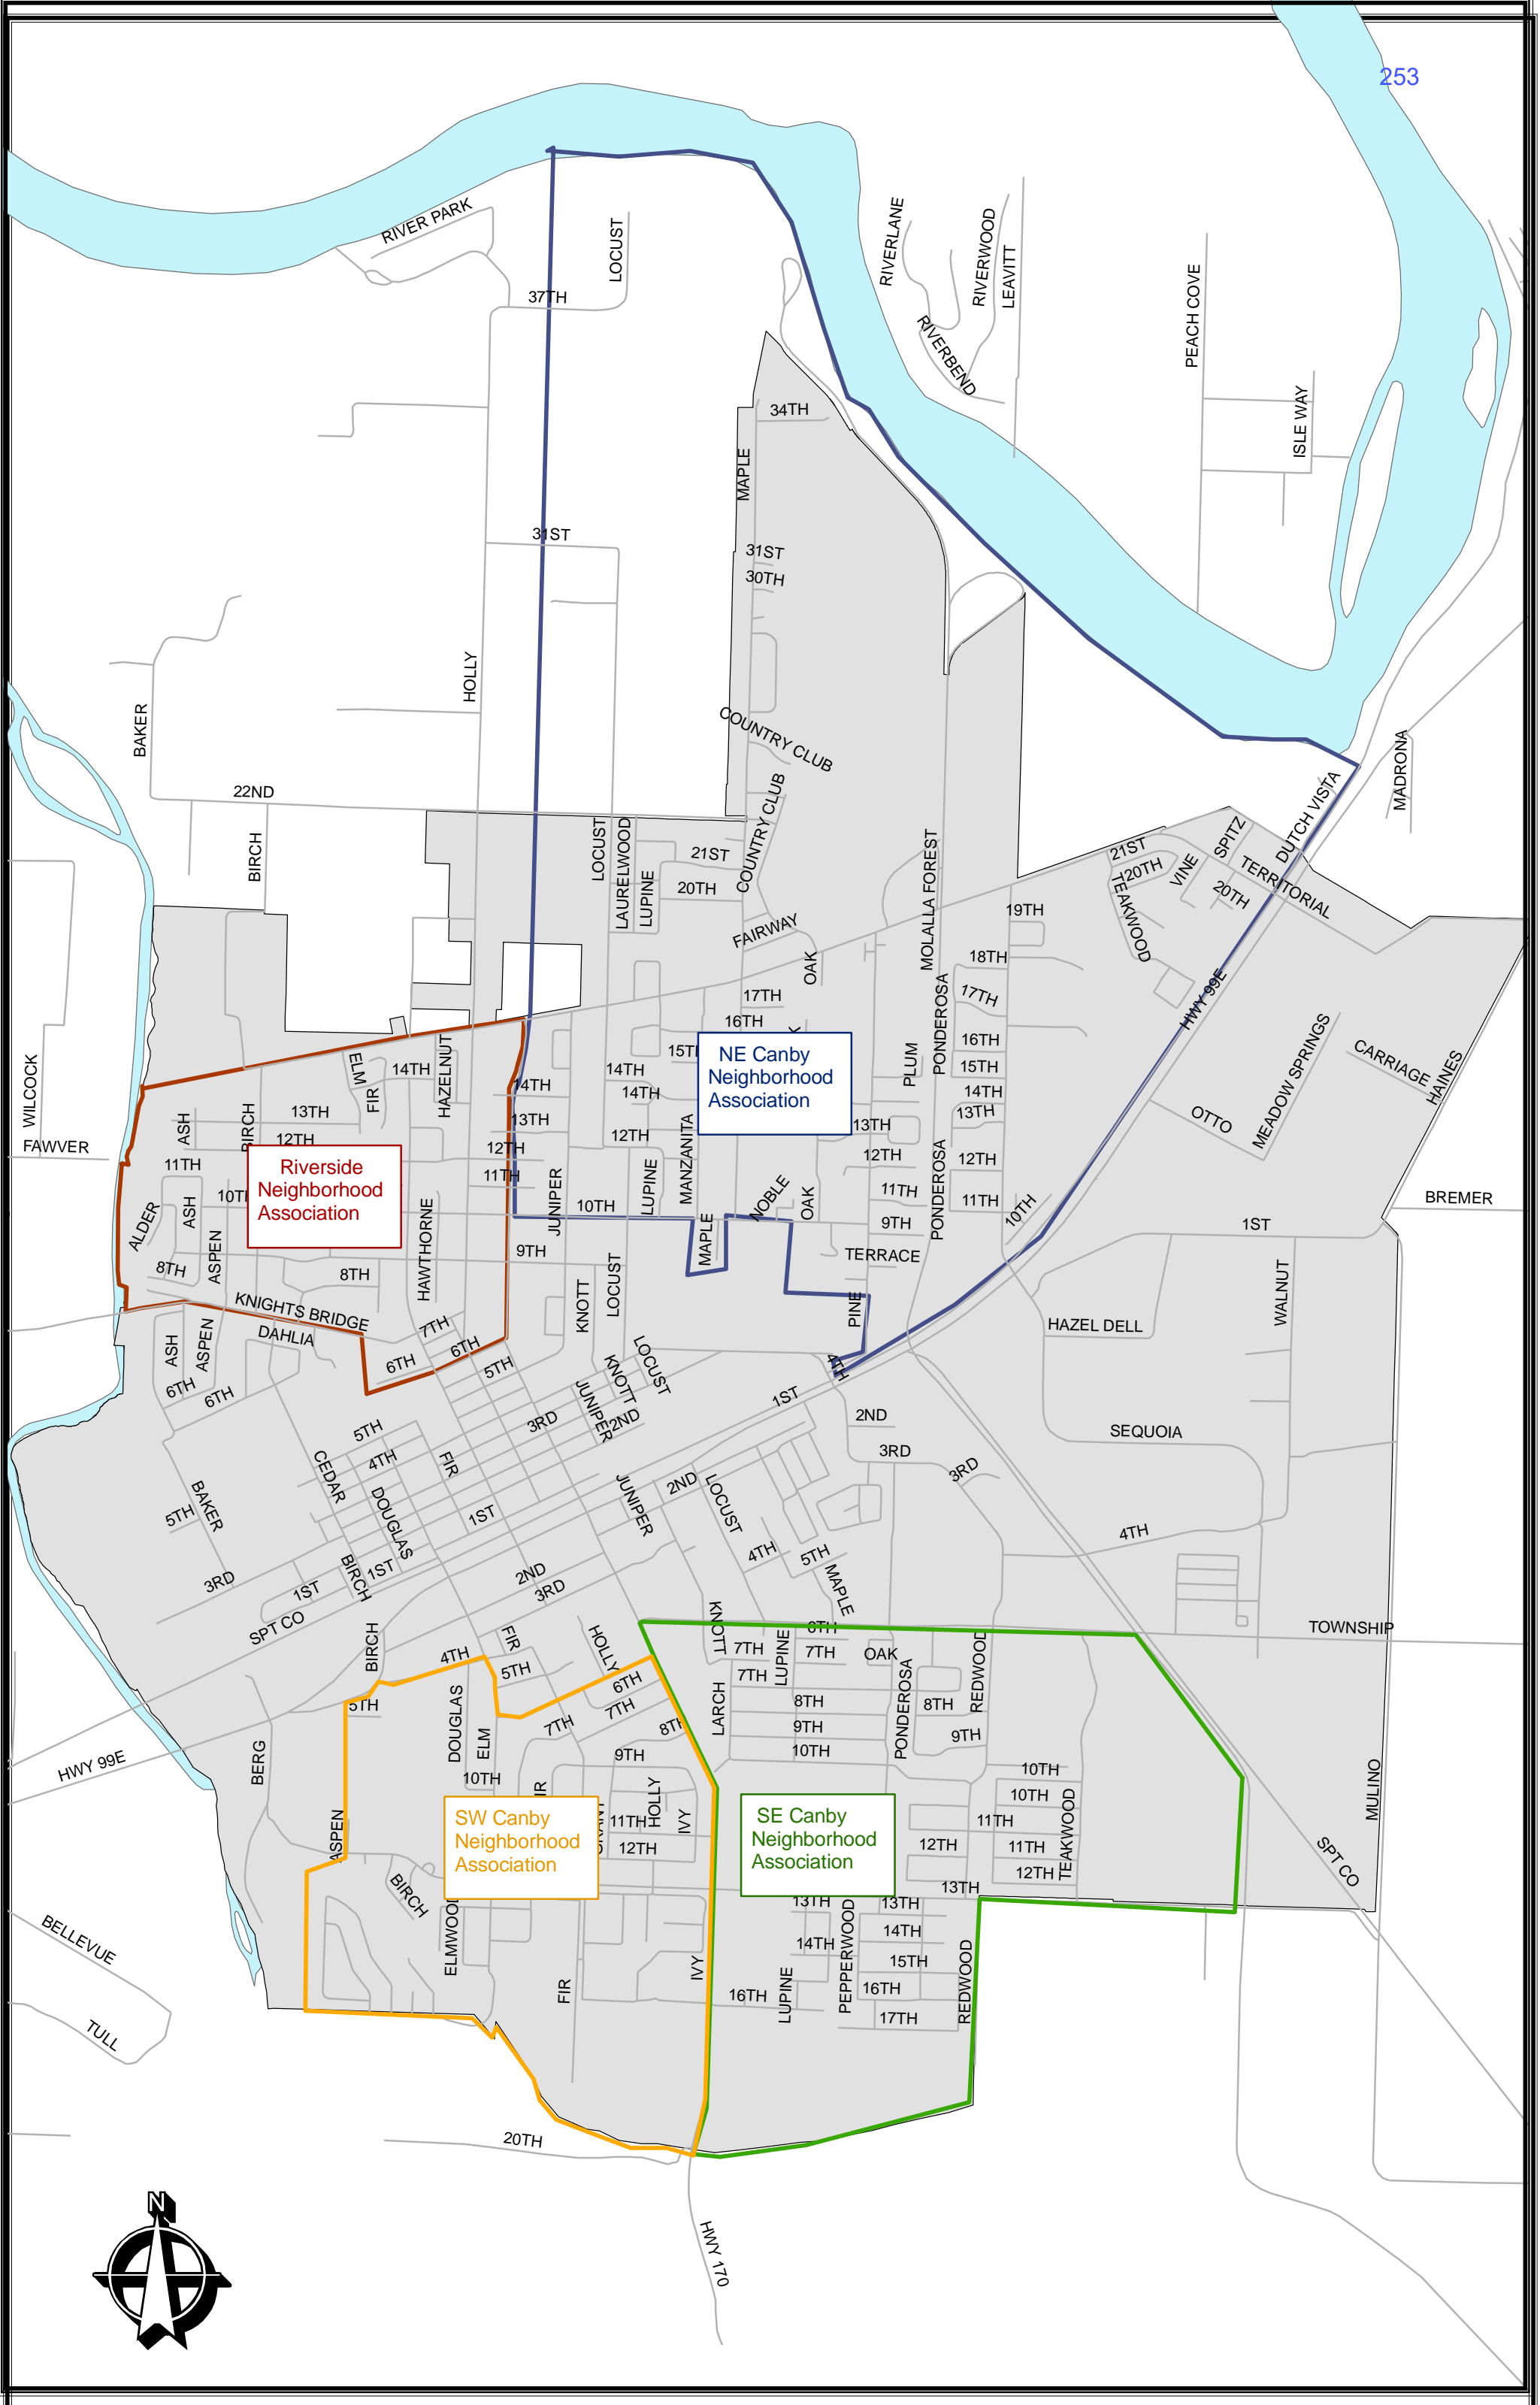 253
RIVER PARK
LOCUST
RIVERLANE
RIVERWOOD
LEAVITT
37TH
PEACH COVE
RIVERBEND
ISLE WAY
34TH
MAPLE
31ST
31ST
30TH
HOLLY
BAKER
COUNTRY CLUB
MADRONA
22ND
DUTCH VISTA
COUNTRY CLUB
BIRCH
LOCUST
LAURELWOOD
LUPINE
21ST
20TH
MOLALLA FOREST
21ST
20TH
TEAKWOOD
VINE
SPITZ
20TH
TERRITORIAL
FAIRWAY
19TH
OAK
18TH
17TH
17TH
PONDEROSA
HWY 99E
16TH
16TH
NE Canby
Neighborhood
Association
PLUM
15TH
14TH
13TH
MEADOW SPRINGS
CARRIAGE
HAINES
OTTO
WILCOCK
FAWVER
ELM
FIR
14TH
HAZELNUT
14TH
14TH
14TH
13TH
ASH
BIRCH
13TH
12TH
12TH
12TH
MANZANITA
13TH
12TH
12TH
PONDEROSA
11TH
Riverside
Neighborhood
Association
ALDER
ASH
ASPEN
11TH
JUNIPER
10TH
LUPINE
MAPLE
NOBLE
OAK
11TH
11TH
10TH
BREMER
9TH
1ST
HAWTHORNE
9TH
TERRACE
8TH
8TH
KNOTT
LOCUST
PINE
WALNUT
KNIGHTS BRIDGE
DAHLIA
7TH
6TH
6TH
5TH
HAZEL DELL
ASH
ASPEN
6TH
6TH
LOCUST
KNOTT
JUNIPER
4TH
1ST
2ND
3RD
2ND
SEQUOIA
5TH
4TH
CEDAR
FIR
3RD
3RD
BAKER
5TH
DOUGLAS
1ST
JUNIPER
2ND
LOCUST
4TH
5TH
MAPLE
4TH
3RD
1ST
BIRCH
1ST
2ND
3RD
SPT CO
TOWNSHIP
BIRCH
4TH
FIR
5TH
HOLLY
6TH
7TH
7TH
8TH
KNOTT
7TH
LUPINE
6TH
7TH
OAK
7TH
REDWOOD
PONDEROSA
8TH
8TH
LARCH
9TH
9TH
10TH
5TH
DOUGLAS
ELM
BERG
HWY 99E
9TH
10TH
10TH
10TH
MULINO
ASPEN
SW Canby
Neighborhood
Association
HOLLY
IVY
11TH
12TH
SE Canby
Neighborhood
Association
11TH
12TH
11TH
12TH
TEAKWOOD
SPT CO
BIRCH
ELMWOOD
13TH
13TH
13TH
BELLEVUE
14TH
14TH
PEPPERWOOD
15TH
FIR
IVY
16TH
LUPINE
16TH
17TH
REDWOOD
TULL
20TH
N
HWY 170